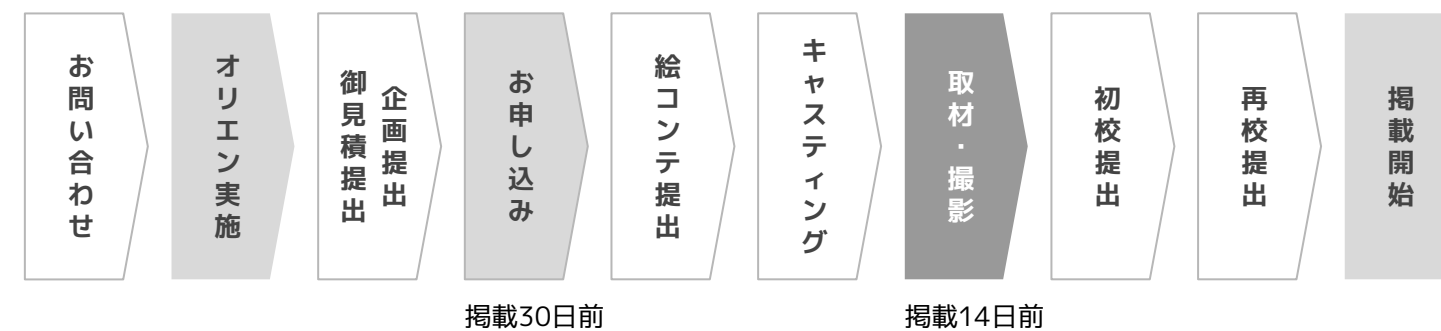 お問い合わせ
オリエン実施
企画提出
御見積提出
お申し込み
絵コンテ提出
キャスティング
取材・撮影
初校提出
再校提出
掲載開始
掲載30日前
掲載14日前